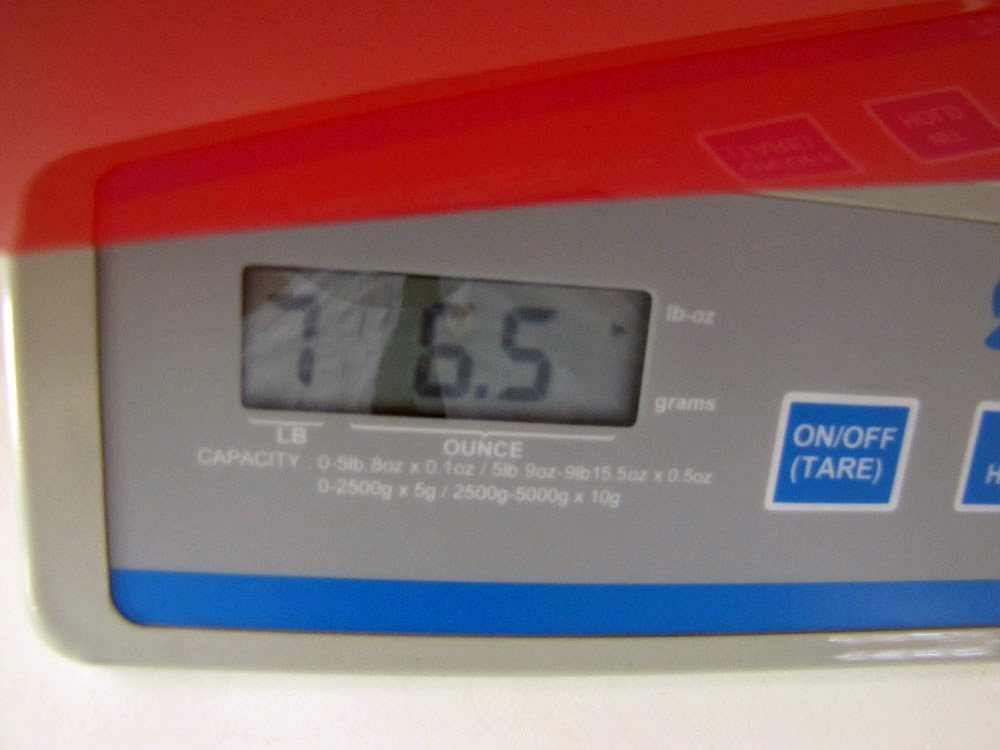 7 6.5
lb-oz
grams
LB
OUNCE
CAPACITY : 0-5lb 8oz x 0.1oz / 5lb 9oz-9lb15.5oz x 0.5oz
0-2500g x 5g / 2500g-5000g x 10g
ON/OFF
(TARE)
H